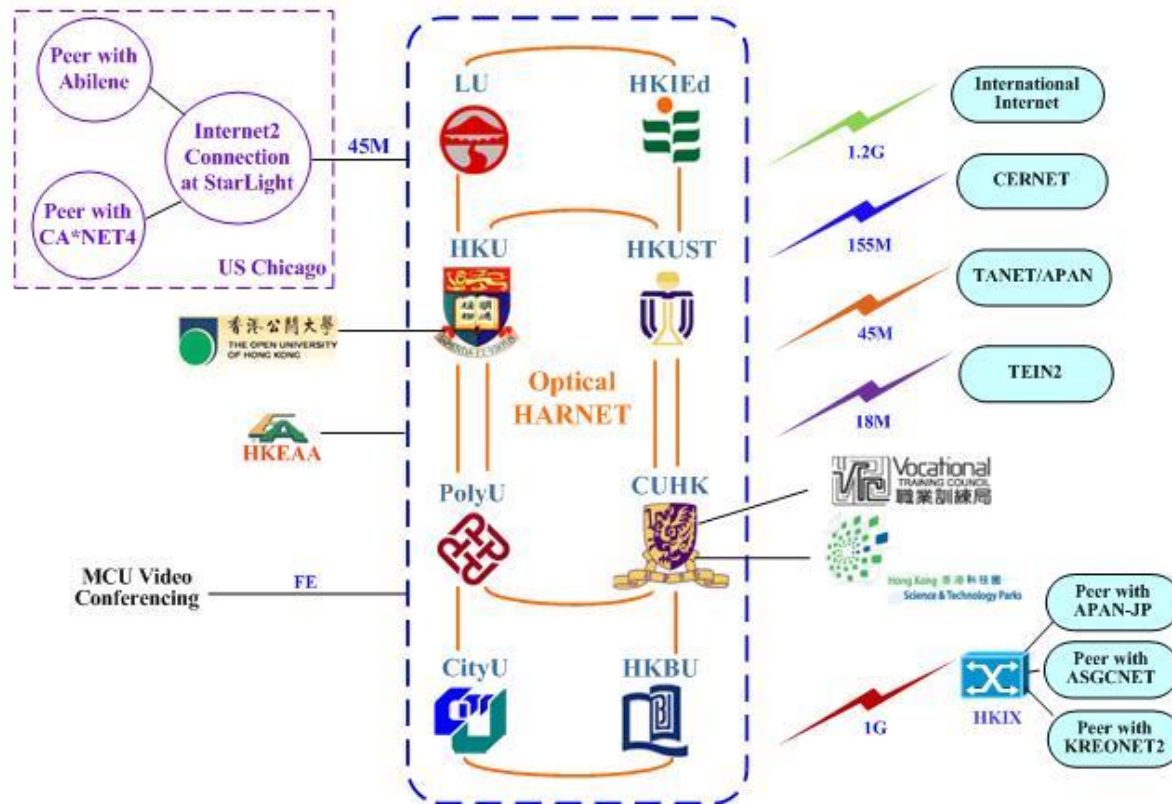 Peer with
Abilene
Internet2
Connection
at StarLight
Peer with
CA*NET4
US Chicago
45M
LU
HKIEd
HKU
HKUST
香港公開大學
THE OPEN UNIVERSITY
OF HONG KONG
Optical
HARNET
HKEAA
PolyU
CUHK
MCU Video
Conferencing
FE
CityU
HKBU
International
Internet
1.2G
CERNET
155M
TANET/APAN
45M
TEIN2
18M
Vocational
TRAINING COUNCIL
職業訓練局
Hong Kong 香港科技園
Science & Technology Parks
Peer with
APAN-JP
Peer with
ASGCNET
Peer with
KREONET2
HKIX
1G